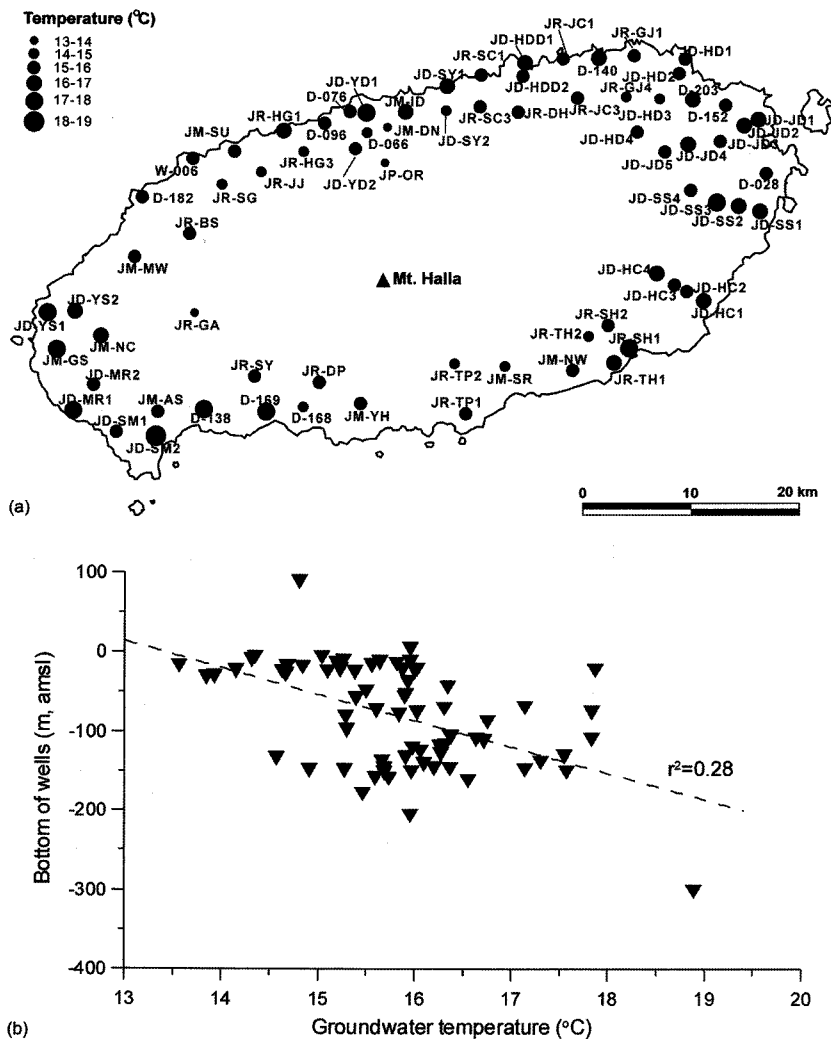 Temperature (°C)
13-14
14-15
15-16
16-17
17-18
18-19
JR-JC1
JR-GJ1
JD-HDD1
JD-HD1
JR-SC1
JD-YD1
JD-SY1
JD-HDD2
D-140
JD-HD2
D-076
JM-ID
JR-GJ4
D-203
JR-HG1
JR-SC3
JR-DH
JR-JC3
JD-HD3
D-152
JD-JD1
JM-SU
D-096
JM-DN
JD-SY2
JD-JD2
D-066
JD-HD4
JD-JD3
W-006
JR-HG3
JD-YD2
JP-OR
JD-JD5
JD-JD4
JR-JJ
D-182
JR-SG
D-028
JD-SS4
JD-SS3
JD-SS2
JD-SS1
JR-BS
JM-MW
Mt. Halla
JD-HC4
JD-HC3
JD-HC2
JD-HC1
JD-YS2
JD-YS1
JR-GA
JR-SH2
JM-NC
JR-TH2
JR-SH1
JM-GS
JR-SY
JR-DP
JR-TP2
JM-SR
JM-NW
JR-TH1
JD-MR2
JD-MR1
JM-AS
D-138
D-169
D-168
JM-YH
JR-TP1
JD-SM1
JD-SM2
0 10 20 km
(a)
100
0
-100
-200
-300
-400
Bottom of wells (m, amsl)
r²=0.28
13 14 15 16 17 18 19 20
Groundwater temperature (°C)
(b)